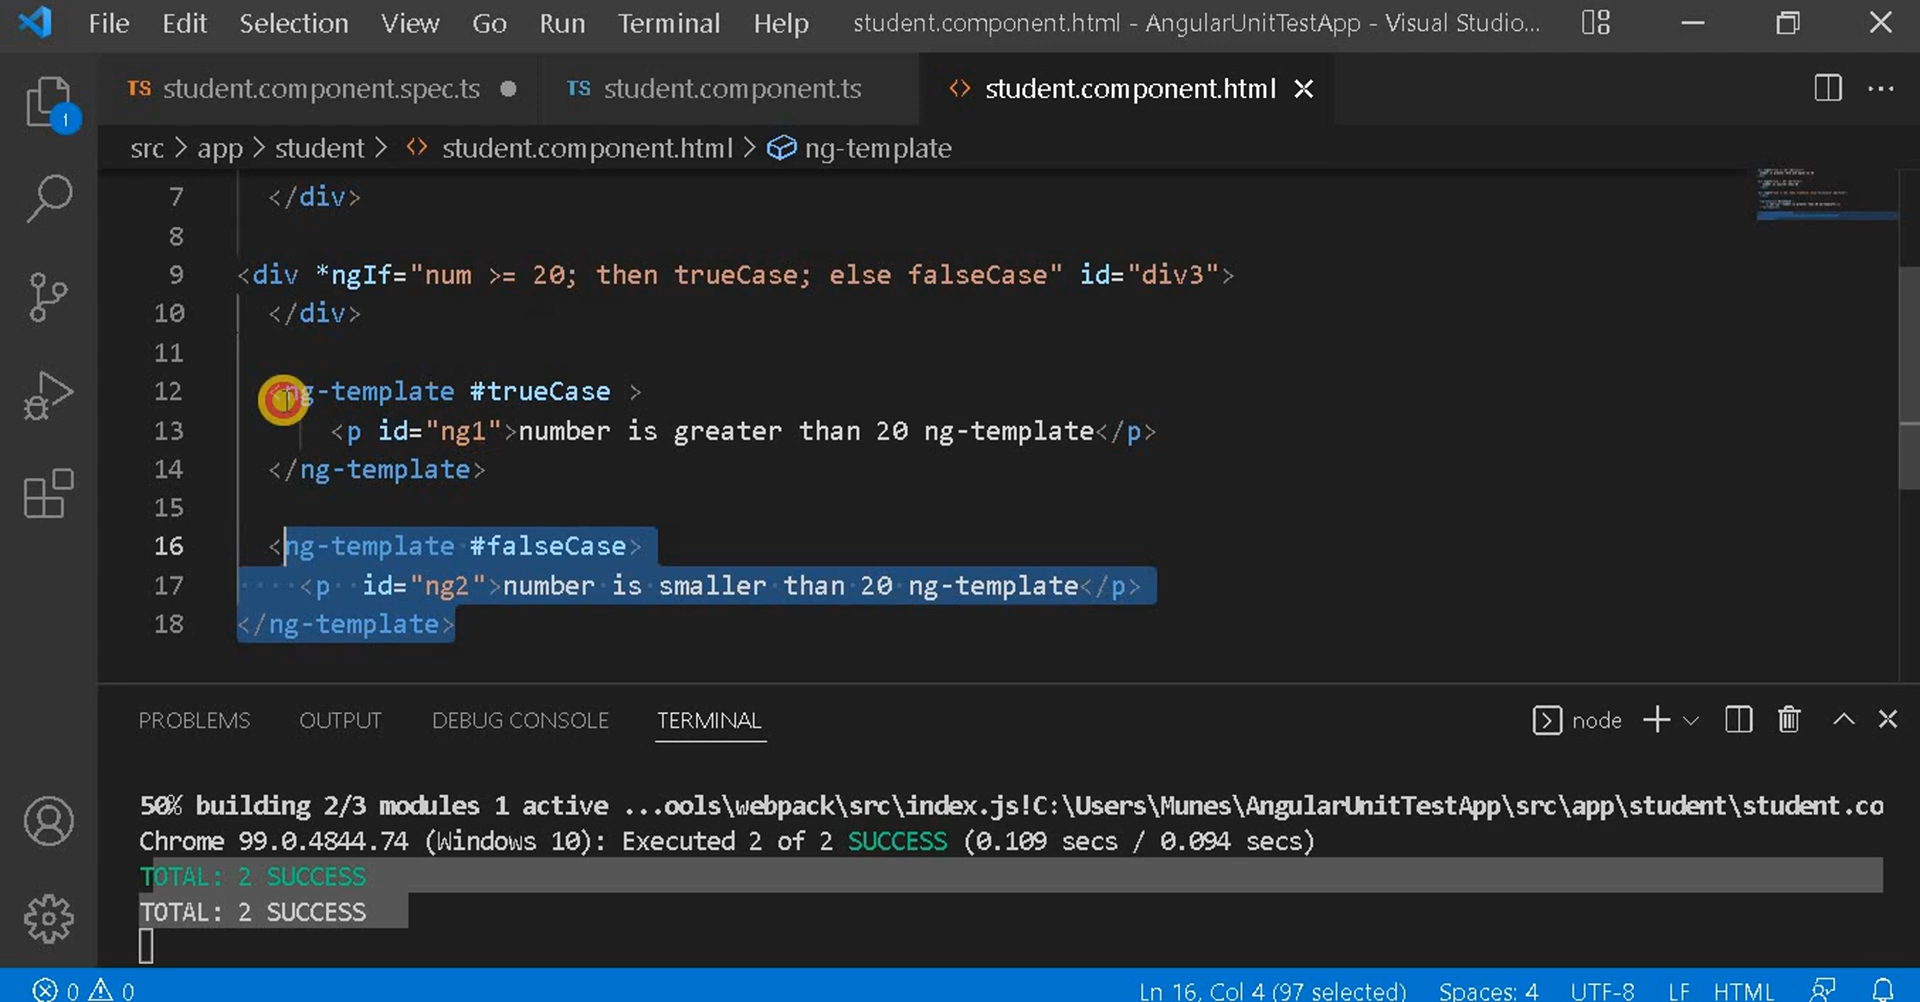 File Edit Selection View Go Run Terminal Help student.component.html - AngularUnitTestApp - Visual Studio...
TS student.component.spec.ts TS student.component.ts <> student.component.html
1
src > app > student > <> student.component.html > ng-template
7 </div>
8
9 <div *ngIf="num >= 20; then trueCase; else falseCase" id="div3">
10 </div>
11
12 <ng-template #trueCase >
13 <p id="ng1">number is greater than 20 ng-template</p>
14 </ng-template>
15
16 <ng-template #falseCase>
17 <p id="ng2">number is smaller than 20 ng-template</p>
18 </ng-template>
PROBLEMS OUTPUT DEBUG CONSOLE TERMINAL node
50% building 2/3 modules 1 active ...ools\webpack\src\index.js!C:\Users\Munes\AngularUnitTestApp\src\app\student\student.co
Chrome 99.0.4844.74 (Windows 10): Executed 2 of 2 SUCCESS (0.109 secs / 0.094 secs)
TOTAL: 2 SUCCESS
TOTAL: 2 SUCCESS
0 0 Ln 16, Col 4 (97 selected) Spaces: 4 UTF-8 LF HTML